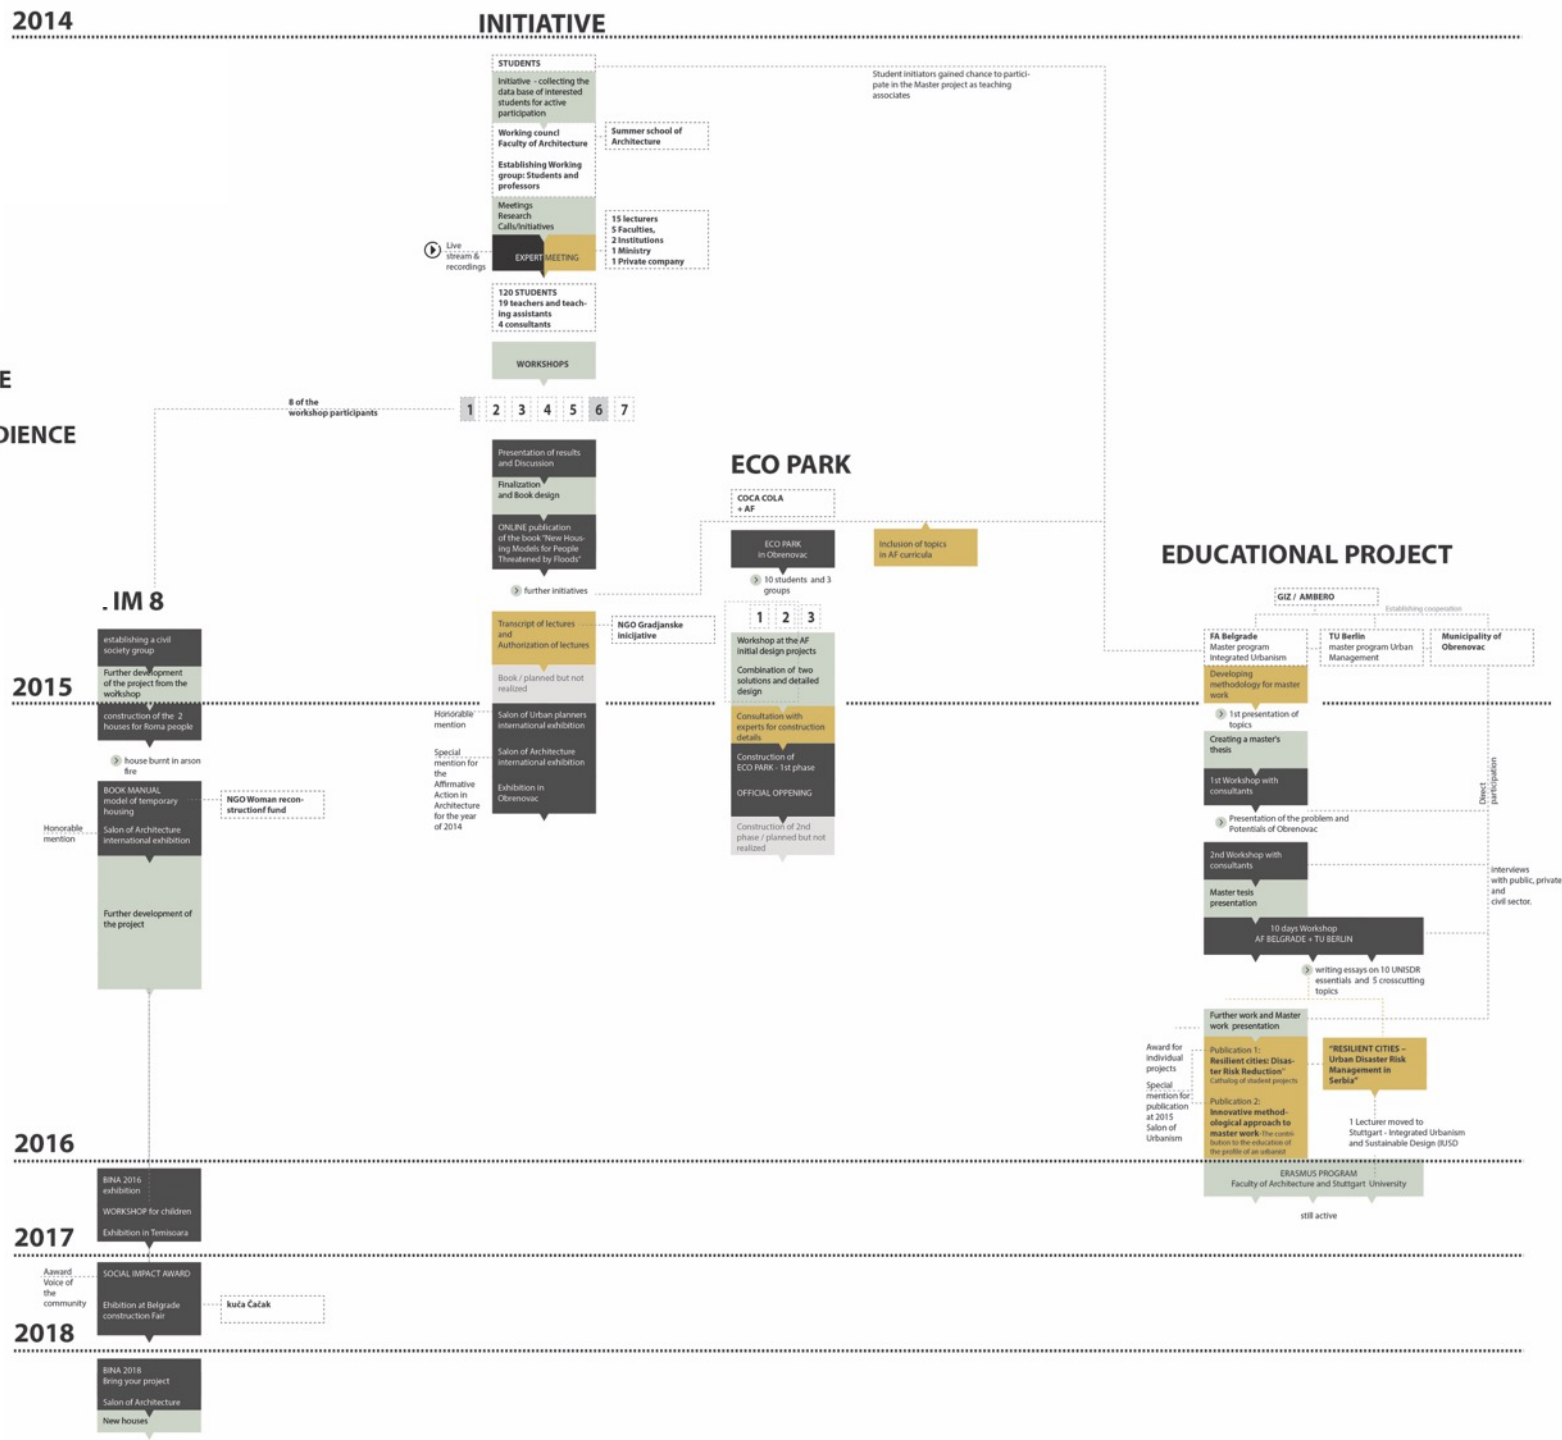 2014
INITIATIVE
STUDENTS
Initiative - collecting the
data base of interested
students for active
participation
Student initiators gained chance to partici-
pate in the Master project as teaching
associates
Working councl
Faculty of Architecture
Establishing Working
group: Students and
professors
Summer school of
Architecture
Meetings
Research
Calls/Initiatives
15 lecturers
5 Faculties,
2 Institutions
1 Ministry
1 Private company
Live
stream &
recordings
EXPERT MEETING
120 STUDENTS
19 teachers and teach-
ing assistants
4 consultants
WORKSHOPS
E
DIENCE
8 of the
workshop participants
1 2 3 4 5 6 7
Presentation of results
and Discussion
Finalization
and Book design
ONLINE publication
of the book "New Hous-
ing Models for People
Threatened by Floods"
further initiatives
Transcript of lectures
and
Authorization of lectures
NGO Gradjanske
inicijative
Book / planned but not
realized
Honorable
mention
Salon of Urban planners
international exhibition
Special
mention for
the
Affirmative
Action in
Architecture
for the year
of 2014
Salon of Architecture
international exhibition
Exhibition in
Obrenovac
ECO PARK
COCA COLA
+ AF
ECO PARK
in Obrenovac
Inclusion of topics
in AF curricula
10 students and 3
groups
1 2 3
Workshop at the AF
initial design projects
Combination of two
solutions and detailed
design
Consultation with
experts for construction
details
Construction of
ECO PARK - 1st phase
OFFICIAL OPPENING
Construction of 2nd
phase / planned but not
realized
IM 8
establishing a civil
society group
Further development
of the project from the
workshop
2015
construction of the 2
houses for Roma people
house burnt in arson
fire
BOOK MANUAL
model of temporary
housing
NGO Woman recon-
structionf fund
Honorable
mention
Salon of Architecture
international exhibition
Further development of
the project
EDUCATIONAL PROJECT
GIZ / AMBERO
Establishing cooperation
FA Belgrade
Master program
Integrated Urbanism
TU Berlin
master program Urban
Management
Municipality of
Obrenovac
Developing
methodology for master
work
1st presentation of
topics
Creating a master's
thesis
1st Workshop with
consultants
Direct
participation
Presentation of the problem and
Potentials of Obrenovac
2nd Workshop with
consultants
interviews
with public, private
and
civil sector.
Master tesis
presentation
10 days Workshop
AF BELGRADE + TU BERLIN
writing essays on 10 UNISDR
essentials and 5 crosscutting
topics
Further work and Master
work presentation
Award for
individual
projects
Special
mention for
publication
at 2015
Salon of
Urbanism
Publication 1:
Resilient cities: Disas-
ter Risk Reduction"
Cathalog of student projects
Publication 2:
Innovative method-
ological approach to
master work-The contri-
bution to the education of
the profile of an urbanist
"RESILIENT CITIES –
Urban Disaster Risk
Management in
Serbia"
1 Lecturer moved to
Stuttgart - Integrated Urbanism
and Sustainable Design (IUSD
ERASMUS PROGRAM
Faculty of Architecture and Stuttgart University
still active
2016
BINA 2016
exhibition
WORKSHOP for children
Exhibition in Temisoara
2017
Aaward
Voice of
the
community
SOCIAL IMPACT AWARD
Ehibition at Belgrade
construction Fair
kuča Čačak
2018
BINA 2018
Bring your project
Salon of Architecture
New houses